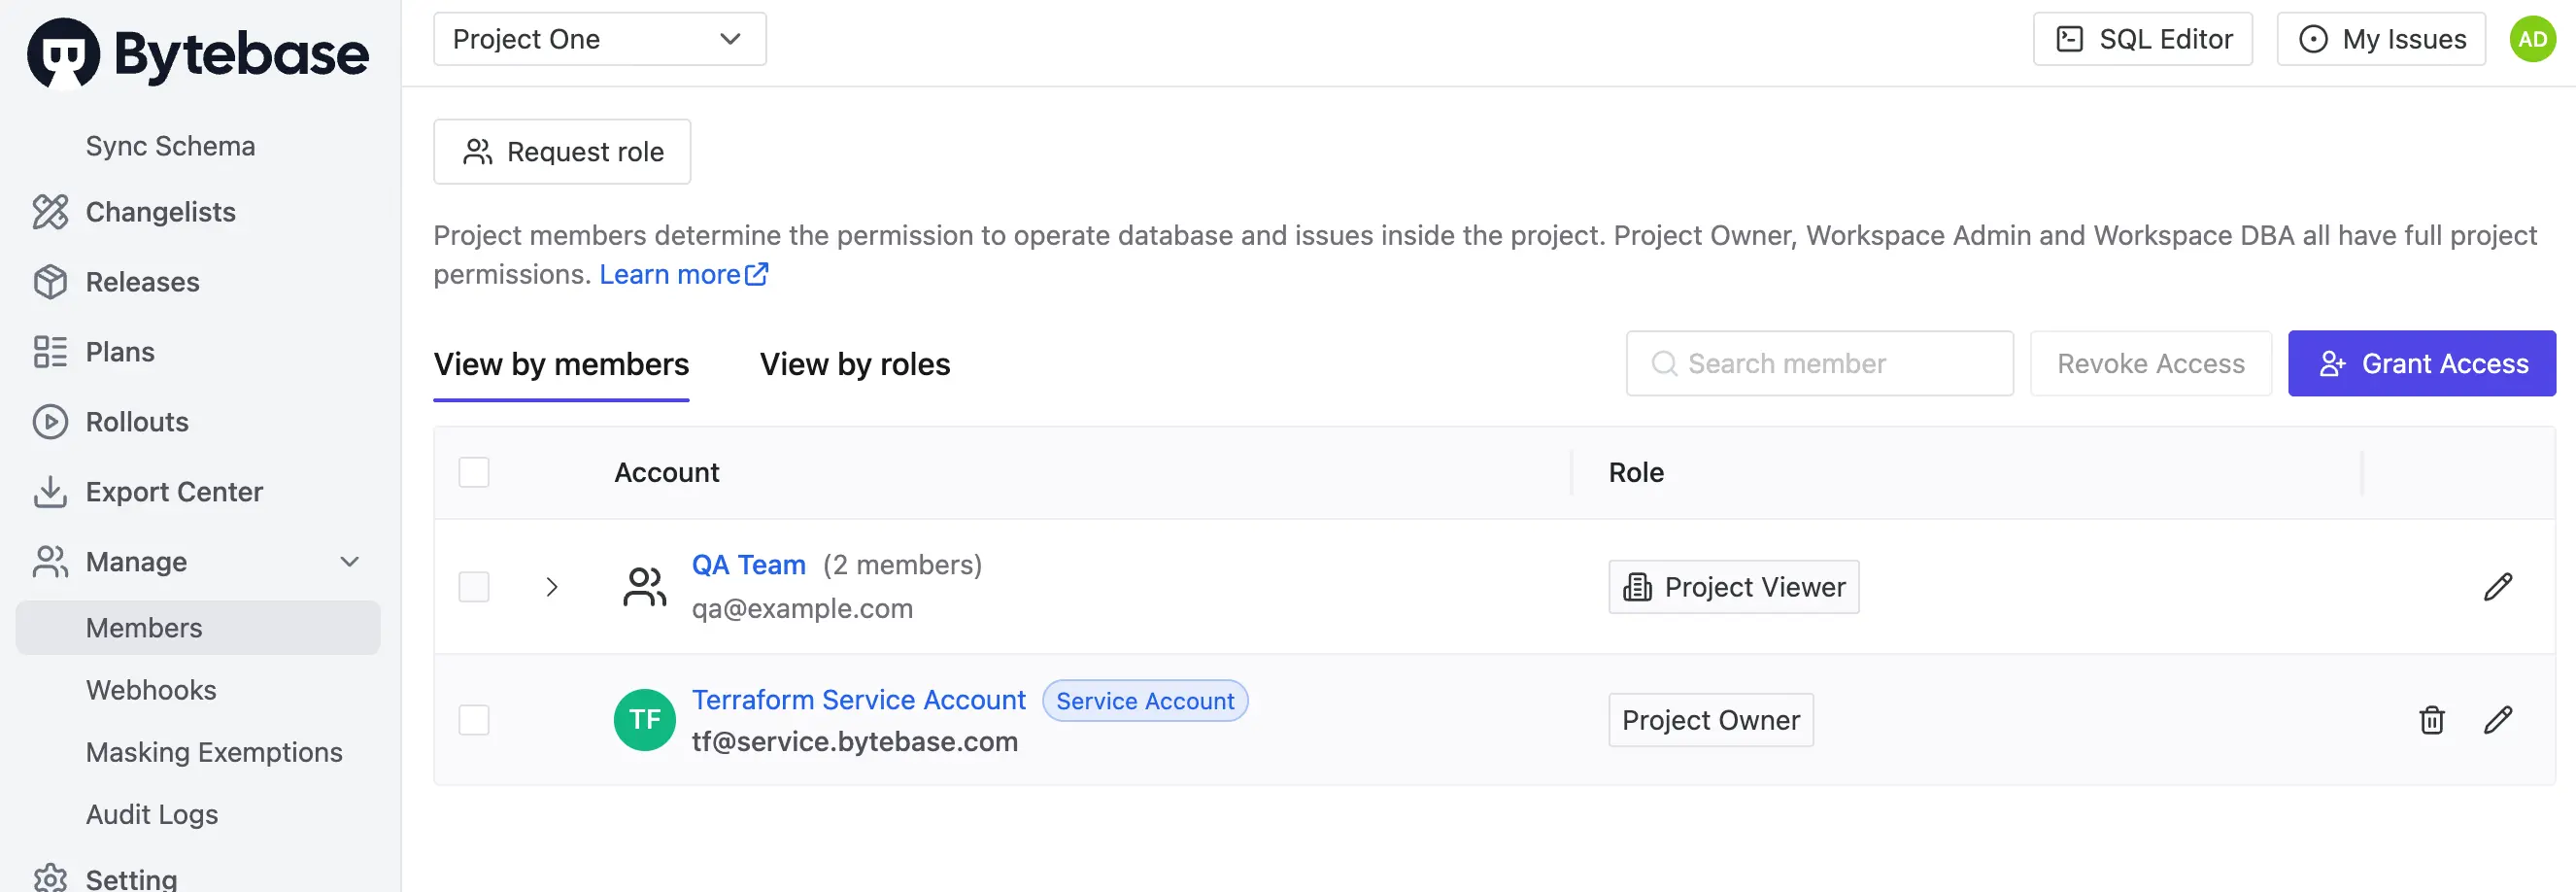 Bytebase
Project One
SQL Editor
My Issues
AD
Sync Schema
Changelists
Releases
Plans
Rollouts
Export Center
Manage
Members
Webhooks
Masking Exemptions
Audit Logs
Setting
Request role
Project members determine the permission to operate database and issues inside the project. Project Owner, Workspace Admin and Workspace DBA all have full project
permissions. Learn more
View by members
View by roles
Search member
Revoke Access
Grant Access
Account
Role
QA Team (2 members)
qa@example.com
Project Viewer
TF
Terraform Service Account
Service Account
tf@service.bytebase.com
Project Owner